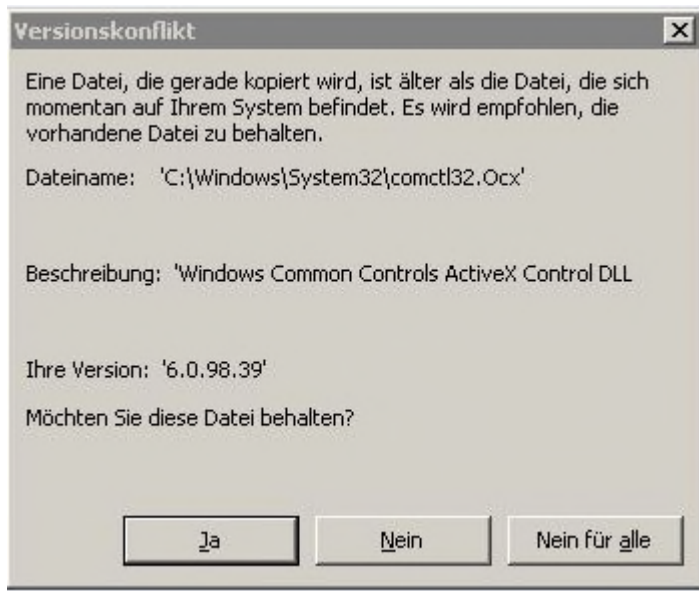 Versionskonflikt
Eine Datei, die gerade kopiert wird, ist älter als die Datei, die sich
momentan auf Ihrem System befindet. Es wird empfohlen, die
vorhandene Datei zu behalten.
Dateiname: 'C:\Windows\System32\comctl32.Ocx'
Beschreibung: 'Windows Common Controls ActiveX Control DLL
Ihre Version: '6.0.98.39'
Möchten Sie diese Datei behalten?
Ja
Nein
Nein für alle